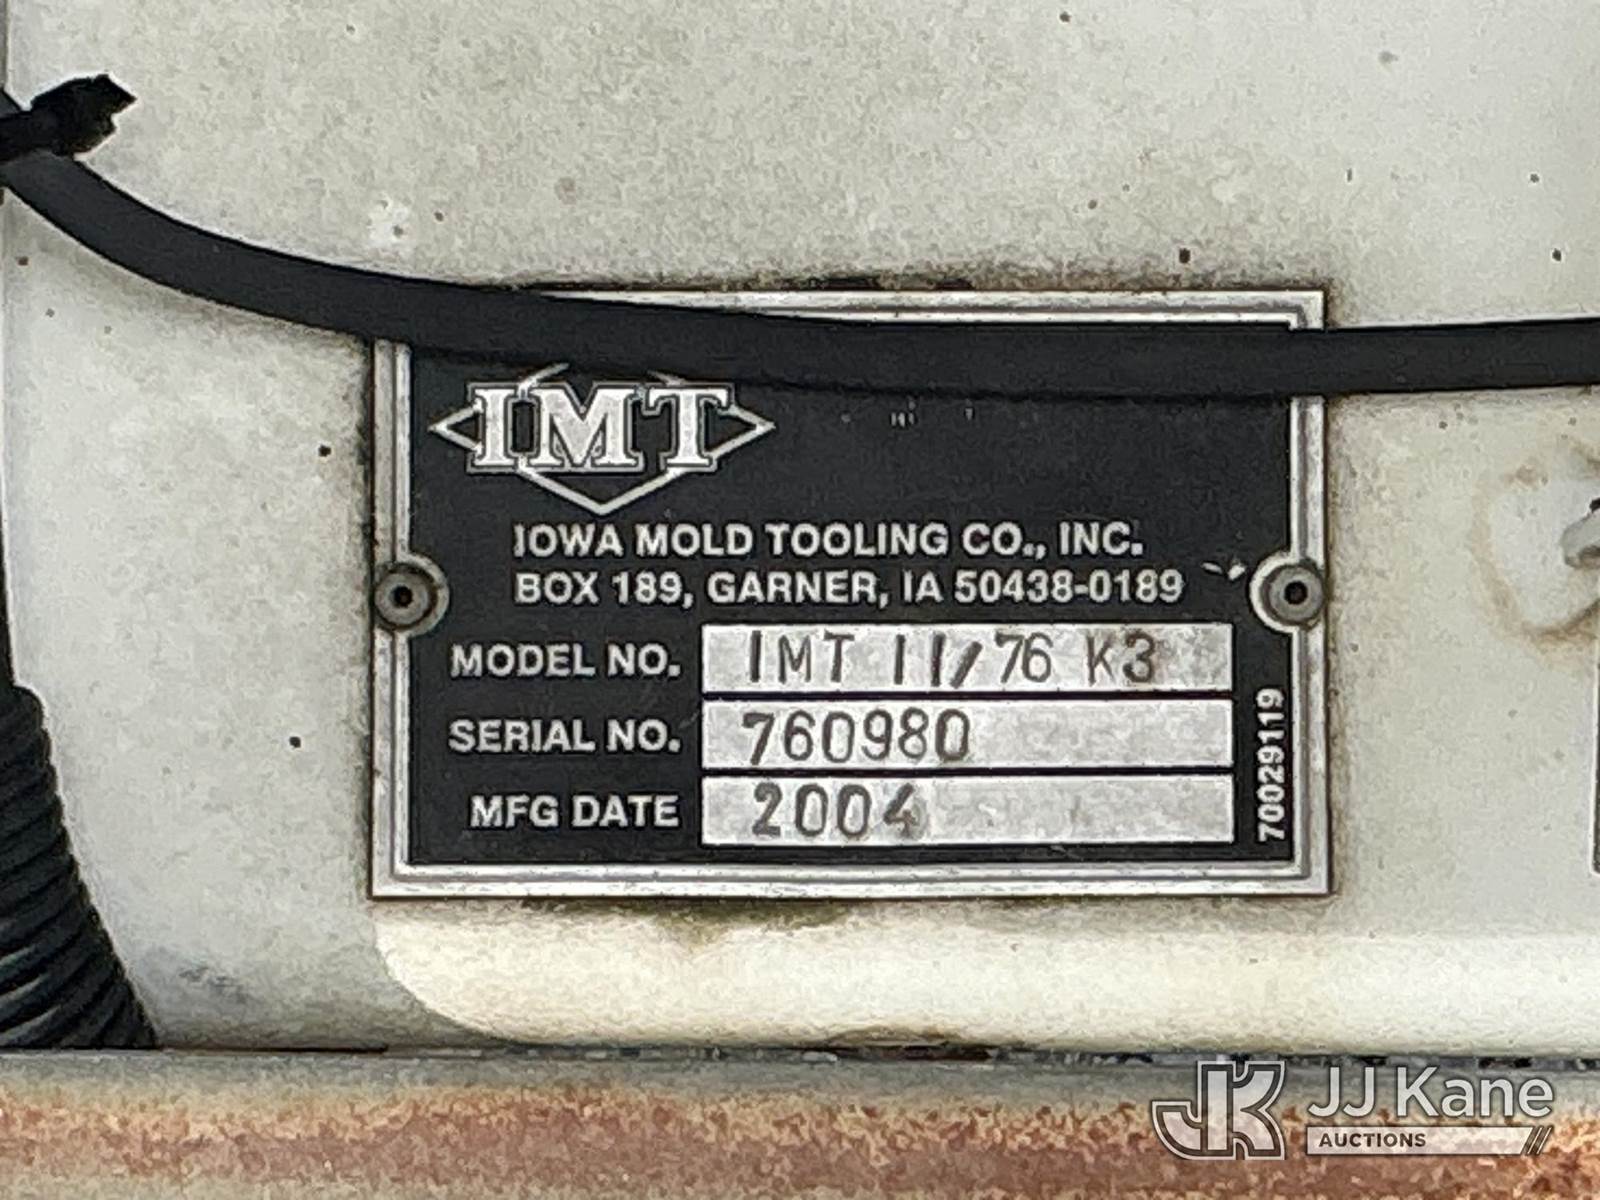 IMT
IOWA MOLD TOOLING CO., INC.
BOX 189, GARNER, IA 50438-0189
MODEL NO. IMT 11/76 K3
SERIAL NO. 760980
MFG DATE 2004
70029119
JK JJ Kane
AUCTIONS